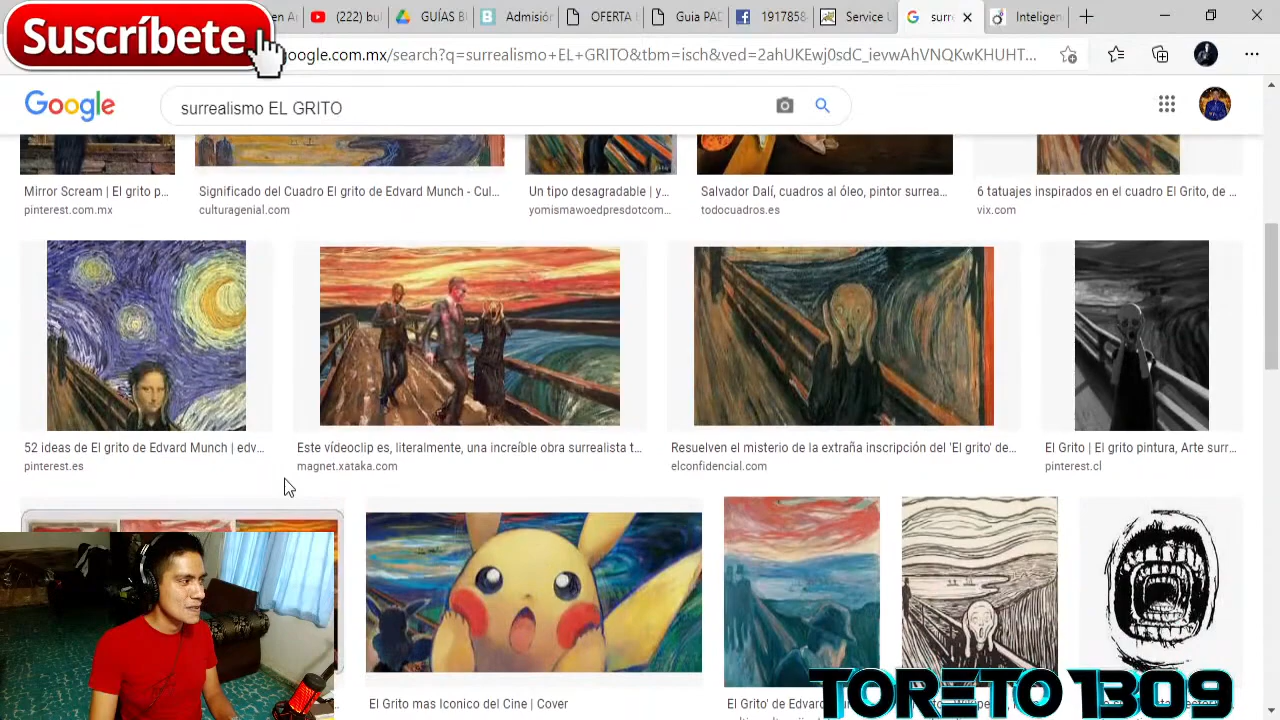 Suscríbete
en A
(222) bu
GUÍAS
Admisió
OFERTA
Guia PAC
1917858
Making U
surr
Inteligen
google.com.mx/search?q=surrealismo+EL+GRITO&tbm=isch&ved=2ahUKEwj0sdC_ievwAhVNQKwKHUHT...
Google
surrealismo EL GRITO
Mirror Scream | El grito p...
pinterest.com.mx
Significado del Cuadro El grito de Edvard Munch - Cul...
culturagenial.com
Un tipo desagradable | y...
yomismawoedpresdotcom...
Salvador Dalí, cuadros al óleo, pintor surrea...
todocuadros.es
6 tatuajes inspirados en el cuadro El Grito, de ...
vix.com
52 ideas de El grito de Edvard Munch | edv...
pinterest.es
Este vídeoclip es, literalmente, una increíble obra surrealista t...
magnet.xataka.com
Resuelven el misterio de la extraña inscripción del 'El grito' de...
elconfidencial.com
El Grito | El grito pintura, Arte surr...
pinterest.cl
El Grito mas Iconico del Cine | Cover
El Grito' de Edvard
TORETO 1309